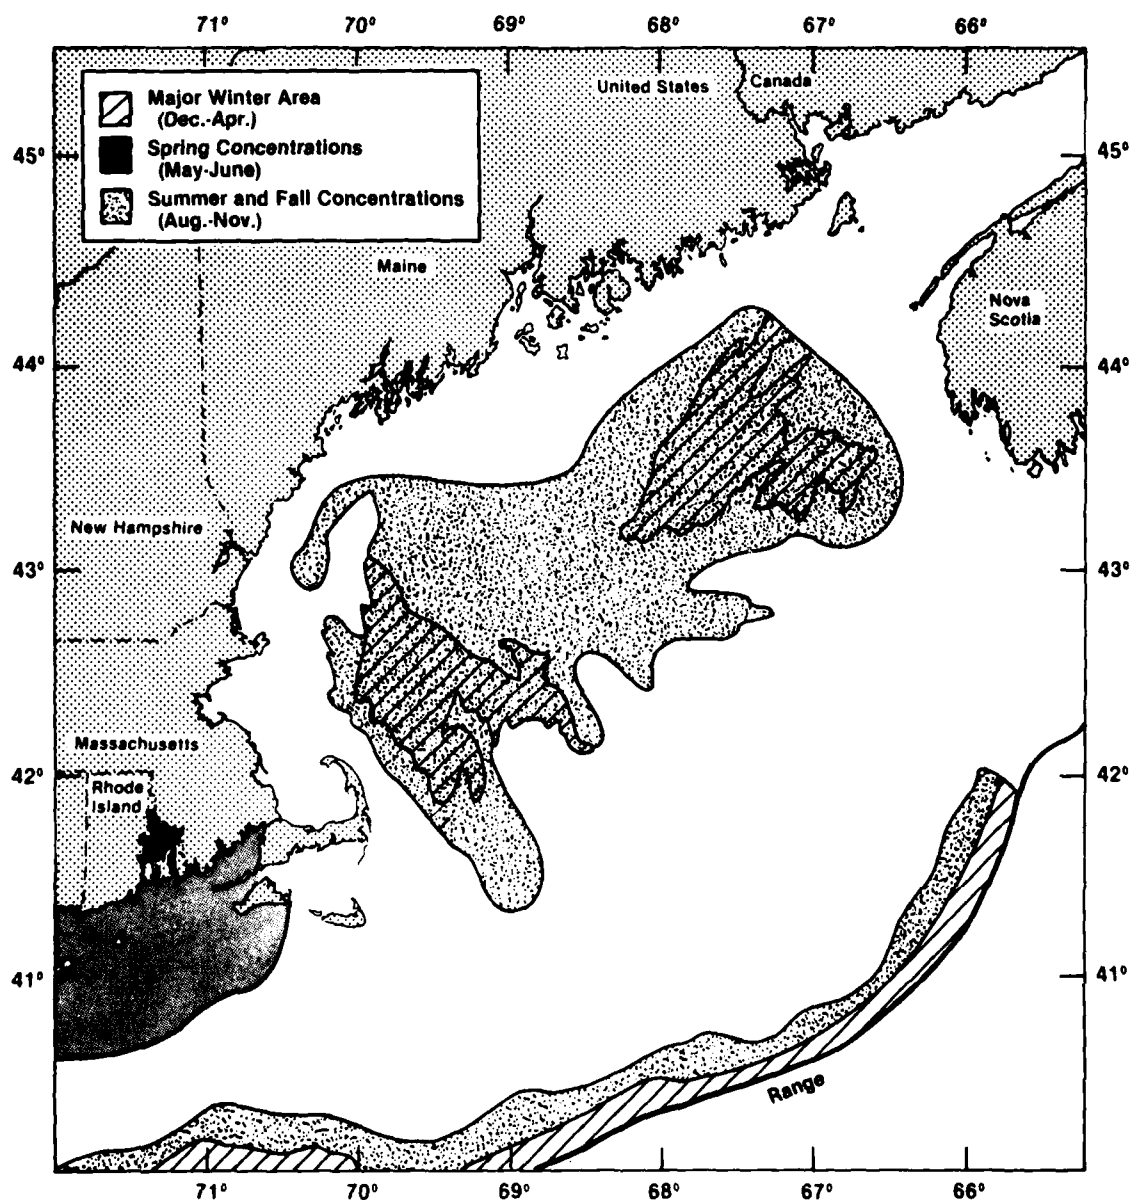 71° 70° 69° 68° 67° 66°
United States
Canada
Major Winter Area
(Dec.-Apr.)
Spring Concentrations
(May-June)
Summer and Fall Concentrations
(Aug.-Nov.)
45° 45°
Maine
Nova
Scotia
44° 44°
New Hampshire
43° 43°
Massachusetts
42° 42°
Rhode
Island
41° 41°
Range
71° 70° 69° 68° 67° 66°